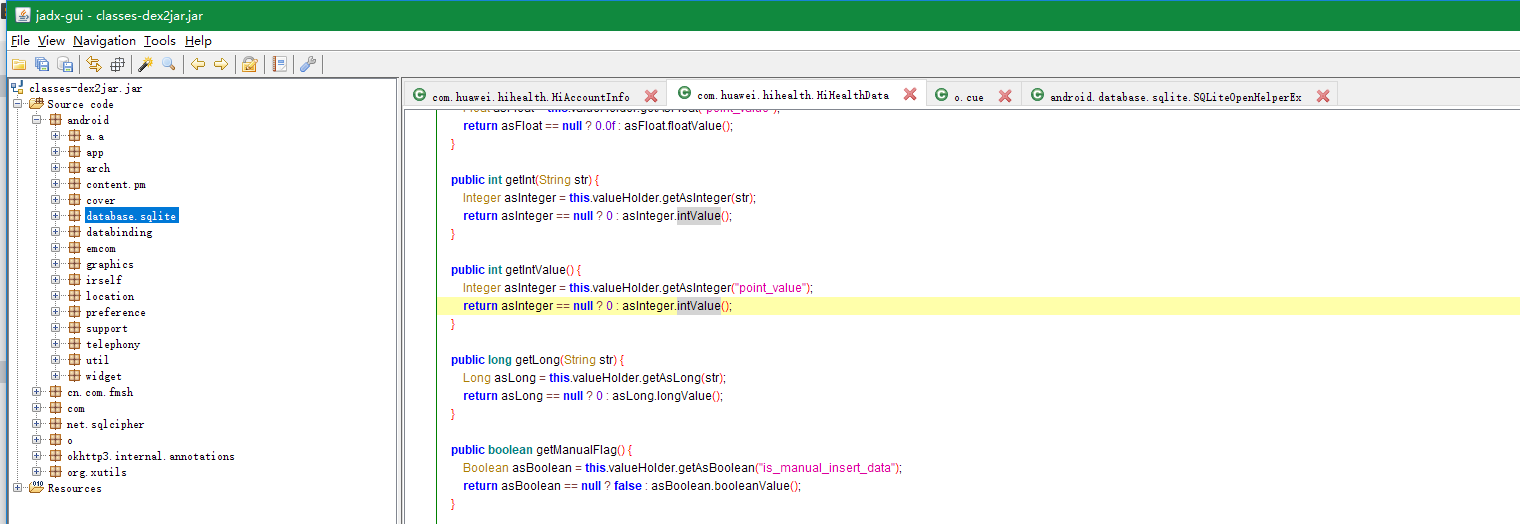 jadx-gui - classes-dex2jar.jar
File View Navigation Tools Help
classes-dex2jar.jar
Source code
android
a.a
app
arch
content.pm
cover
database.sqlite
databinding
emcom
graphics
irself
location
preference
support
telephony
util
widget
cn.com.fmsh
com
net.sqlcipher
o
okhttp3.internal.annotations
org.xutils
Resources
com.huawei.hihealth.HiAccountInfo com.huawei.hihealth.HiHealthData o.cue android.database.sqlite.SQLiteOpenHelperEx
return asFloat == null ? 0.0f : asFloat.floatValue();
}
public int getInt(String str) {
Integer asInteger = this.valueHolder.getAsInteger(str);
return asInteger == null ? 0 : asInteger.intValue();
}
public int getIntValue() {
Integer asInteger = this.valueHolder.getAsInteger("point_value");
return asInteger == null ? 0 : asInteger.intValue();
}
public long getLong(String str) {
Long asLong = this.valueHolder.getAsLong(str);
return asLong == null ? 0 : asLong.longValue();
}
public boolean getManualFlag() {
Boolean asBoolean = this.valueHolder.getAsBoolean("is_manual_insert_data");
return asBoolean == null ? false : asBoolean.booleanValue();
}